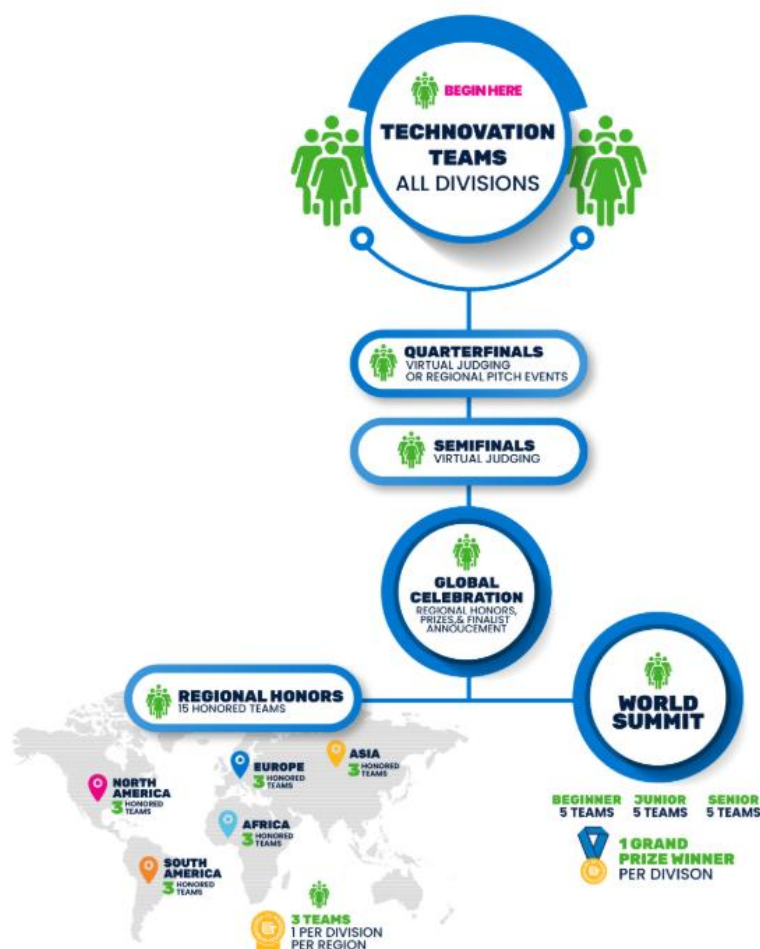 BEGIN HERE
TECHNOVATION
TEAMS
ALL DIVISIONS
QUARTERFINALS
VIRTUAL JUDGING
OR REGIONAL PITCH EVENTS
SEMIFINALS
VIRTUAL JUDGING
GLOBAL
CELEBRATION
REGIONAL HONORS,
PRIZES,& FINALIST
ANNOUCEMENT
REGIONAL HONORS
15 HONORED TEAMS
WORLD
SUMMIT
NORTH
AMERICA
3 HONORED
TEAMS
EUROPE
3 HONORED
TEAMS
ASIA
3 HONORED
TEAMS
AFRICA
3 HONORED
TEAMS
SOUTH
AMERICA
3 HONORED
TEAMS
3 TEAMS
1 PER DIVISION
PER REGION
BEGINNER
5 TEAMS
JUNIOR
5 TEAMS
SENIOR
5 TEAMS
1 GRAND
PRIZE WINNER
PER DIVISON